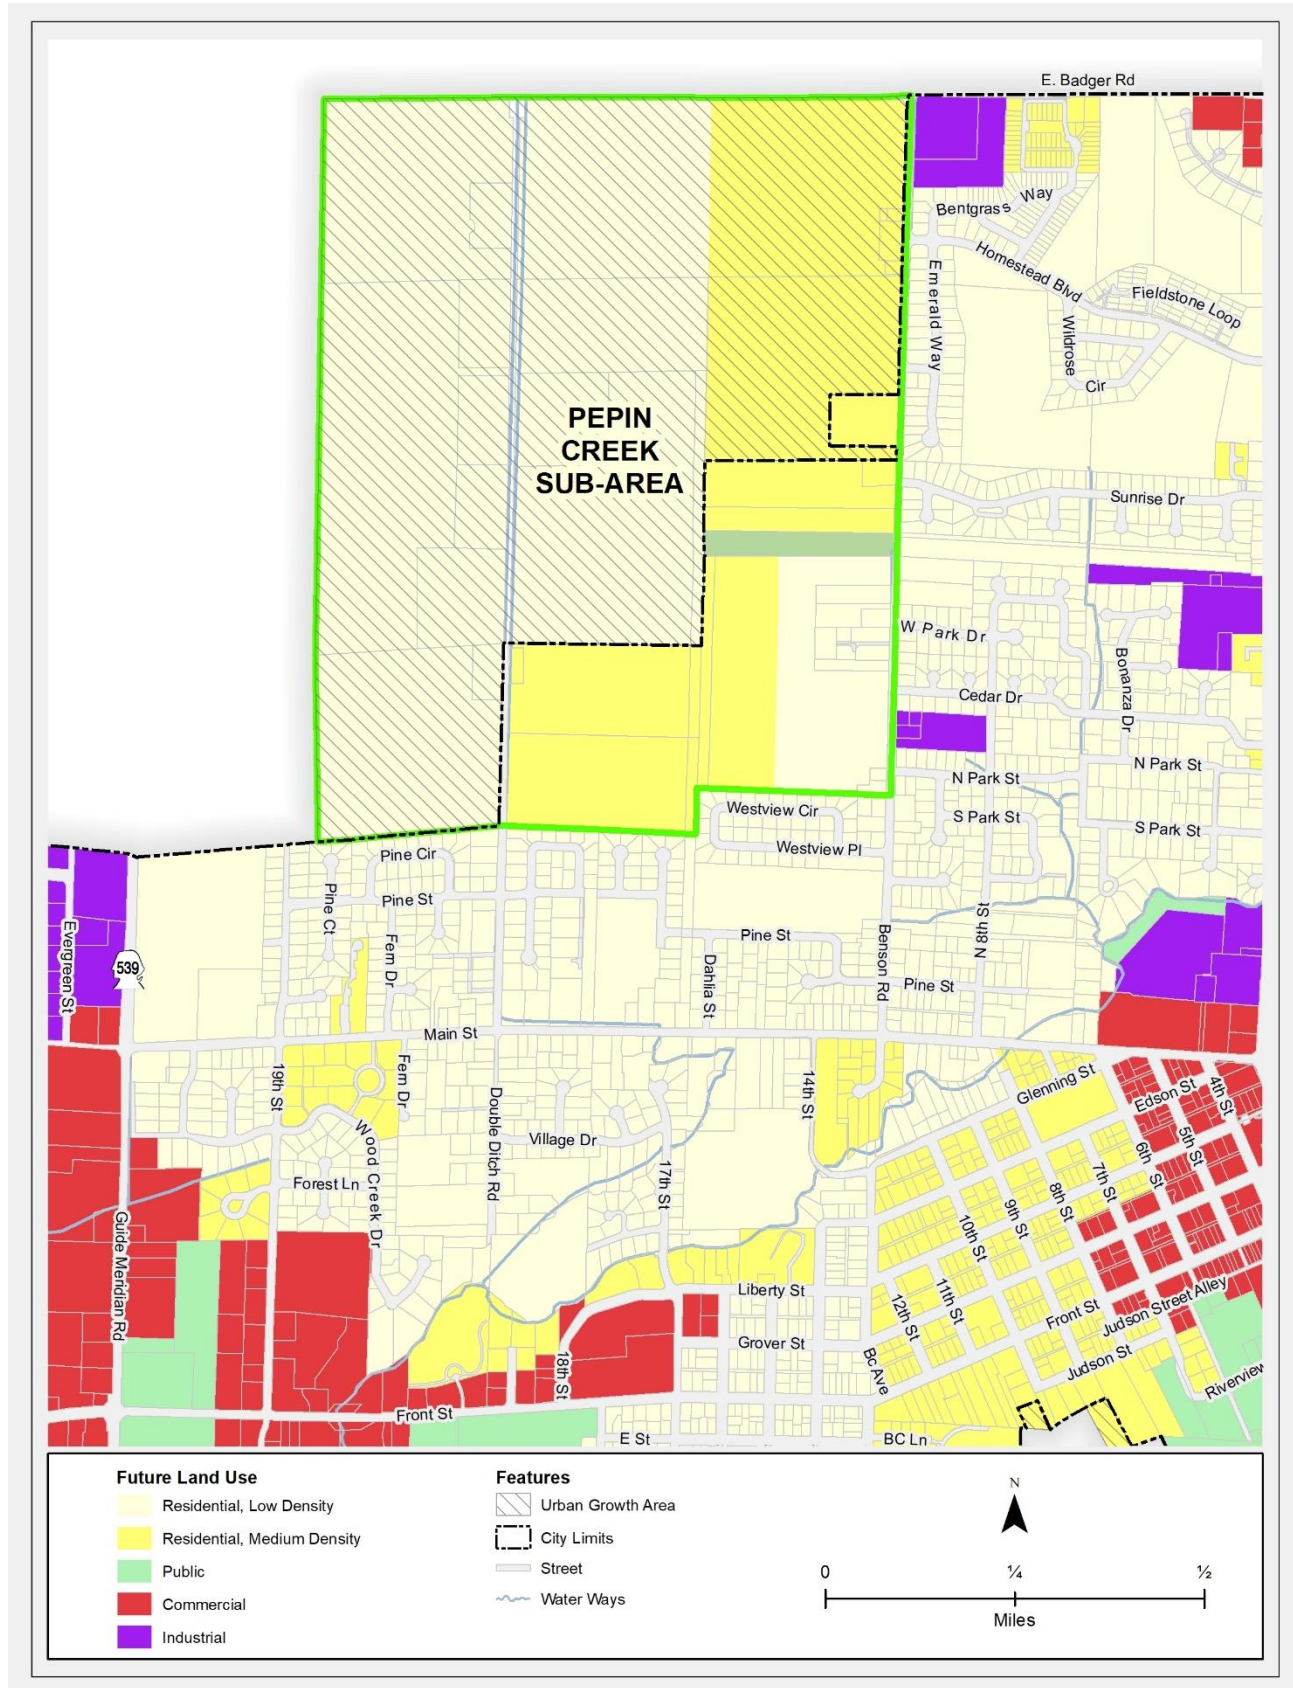 E. Badger Rd
Bentgrass Way
Homestead Blvd
Emerald Way
Fieldstone Loop
Wildrose
Cir
PEPIN
CREEK
SUB-AREA
Sunrise Dr
W Park Dr
Bonanza Dr
Cedar Dr
N Park St
N Park St
Westview Cir
S Park St
S Park St
Westview Pl
Pine Cir
Pine Ct
Pine St
N 8th St
Evergreen St
539
Fern Dr
Pine St
Dahlia St
Benson Rd
Pine St
Main St
19th St
Fern Dr
14th St
Glenning St
Edson St
4th St
Double Ditch Rd
Village Dr
Wood Creek Dr
5th St
6th St
17th St
7th St
Forest Ln
8th St
9th St
10th St
Guide Meridian Rd
Liberty St
11th St
12th St
Front St
Judson Street Alley
Grover St
18th St
Bc Ave
Judson St
Riverview
Front St
E St
BC Ln
Future Land Use
Residential, Low Density
Residential, Medium Density
Public
Commercial
Industrial
Features
Urban Growth Area
City Limits
Street
Water Ways
N
0 ¼ ½
Miles